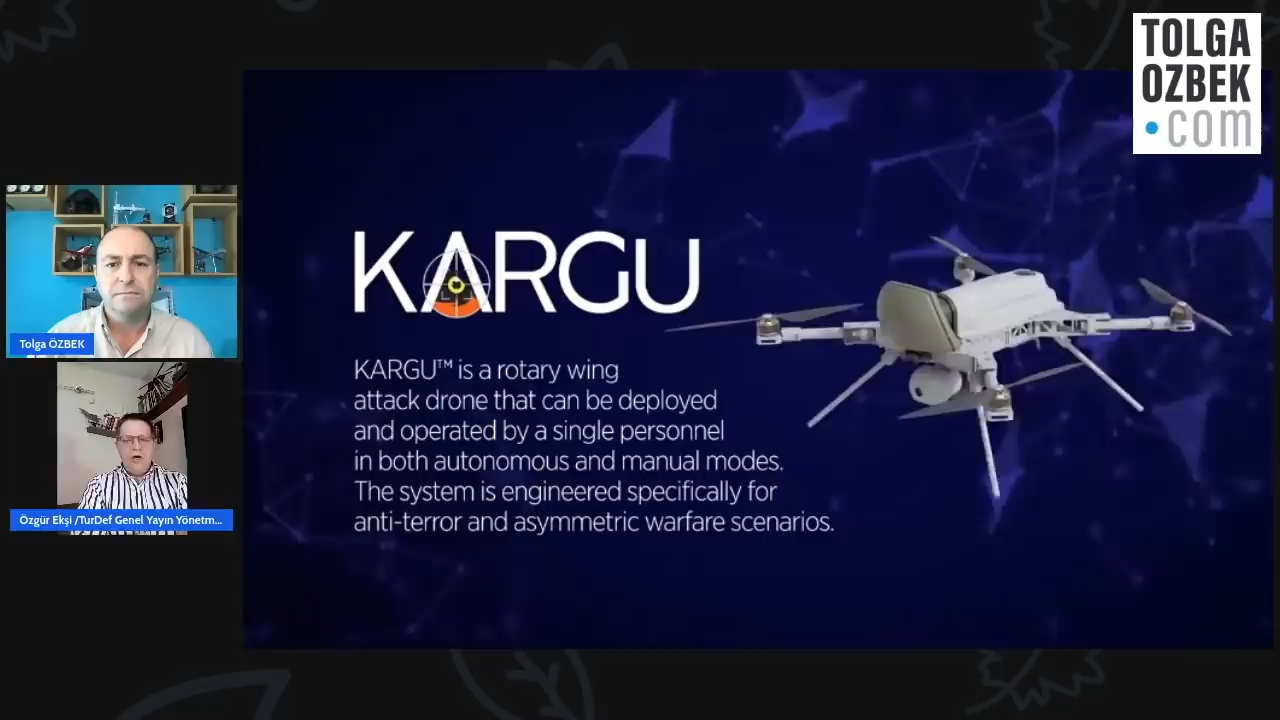 TOLGA
OZBEK
.com
KARGU
KARGU™ is a rotary wing
attack drone that can be deployed
and operated by a single personnel
in both autonomous and manual modes.
The system is engineered specifically for
anti-terror and asymmetric warfare scenarios.
Tolga ÖZBEK
Özgür Ekşi /TurDef Genel Yayın Yönetm...